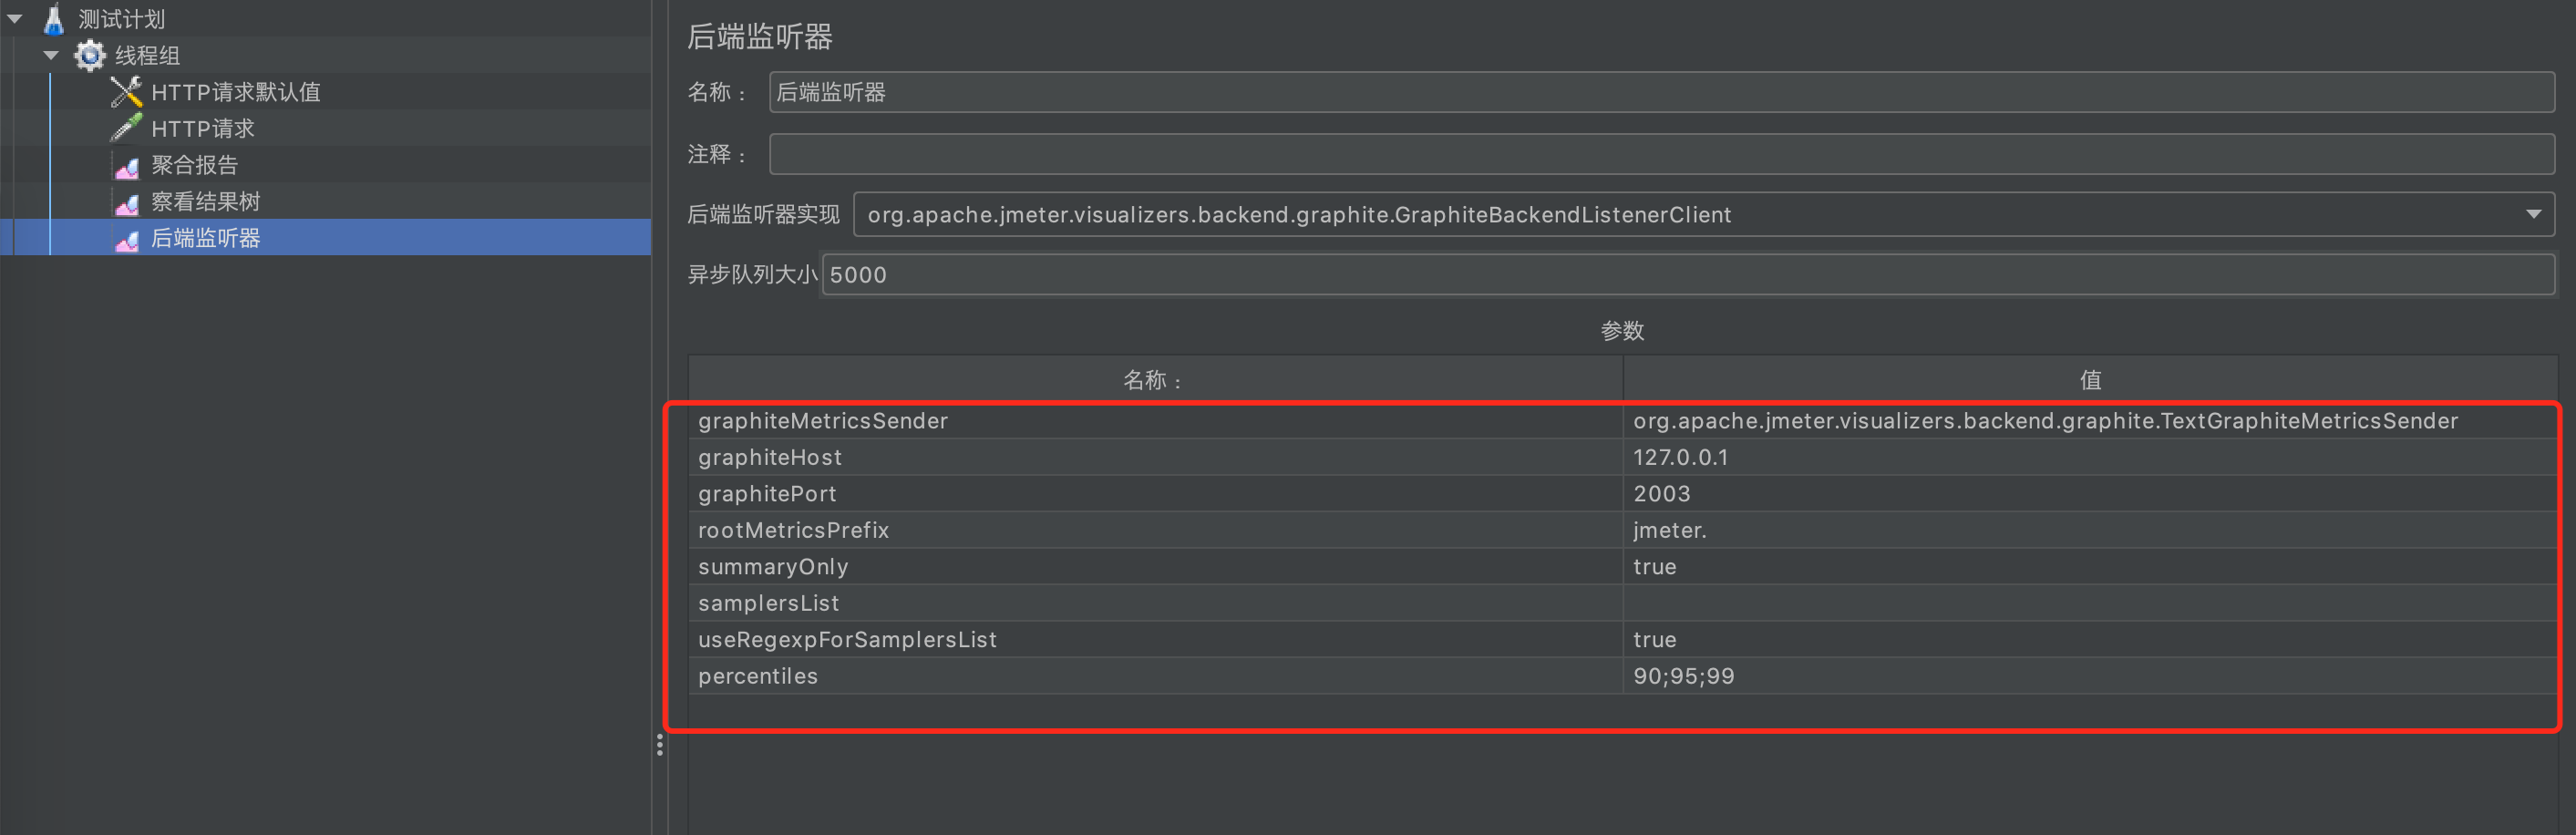 测试计划
线程组
HTTP请求默认值
HTTP请求
聚合报告
察看结果树
后端监听器
后端监听器
名称： 后端监听器
注释：
后端监听器实现 org.apache.jmeter.visualizers.backend.graphite.GraphiteBackendListenerClient
异步队列大小 5000
参数
名称： 值
graphiteMetricsSender org.apache.jmeter.visualizers.backend.graphite.TextGraphiteMetricsSender
graphiteHost 127.0.0.1
graphitePort 2003
rootMetricsPrefix jmeter.
summaryOnly true
samplersList
useRegexpForSamplersList true
percentiles 90;95;99